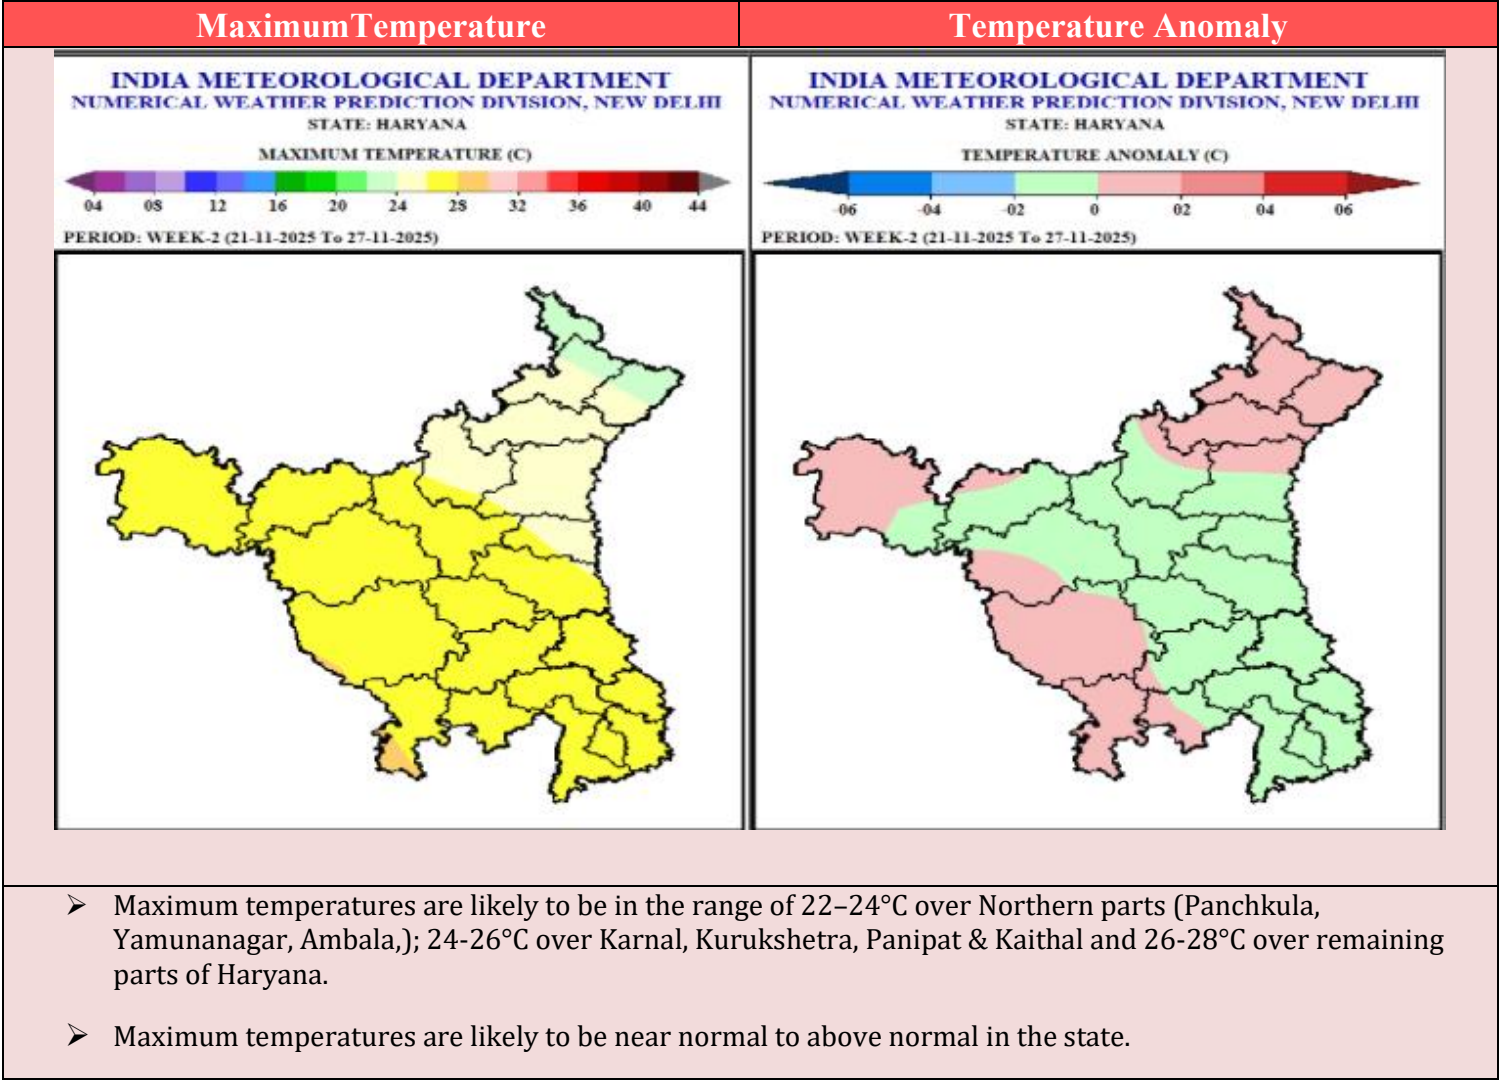 MaximumTemperature
Temperature Anomaly
INDIA METEOROLOGICAL DEPARTMENT
NUMERICAL WEATHER PREDICTION DIVISION, NEW DELHI
STATE: HARYANA
MAXIMUM TEMPERATURE (C)
04 08 12 16 20 24 28 32 36 40 44
PERIOD: WEEK-2 (21-11-2025 To 27-11-2025)
INDIA METEOROLOGICAL DEPARTMENT
NUMERICAL WEATHER PREDICTION DIVISION, NEW DELHI
STATE: HARYANA
TEMPERATURE ANOMALY (C)
-06 -04 -02 0 02 04 06
PERIOD: WEEK-2 (21-11-2025 To 27-11-2025)
➢ Maximum temperatures are likely to be in the range of 22–24°C over Northern parts (Panchkula,
Yamunanagar, Ambala,); 24-26°C over Karnal, Kurukshetra, Panipat & Kaithal and 26-28°C over remaining
parts of Haryana.
➢ Maximum temperatures are likely to be near normal to above normal in the state.